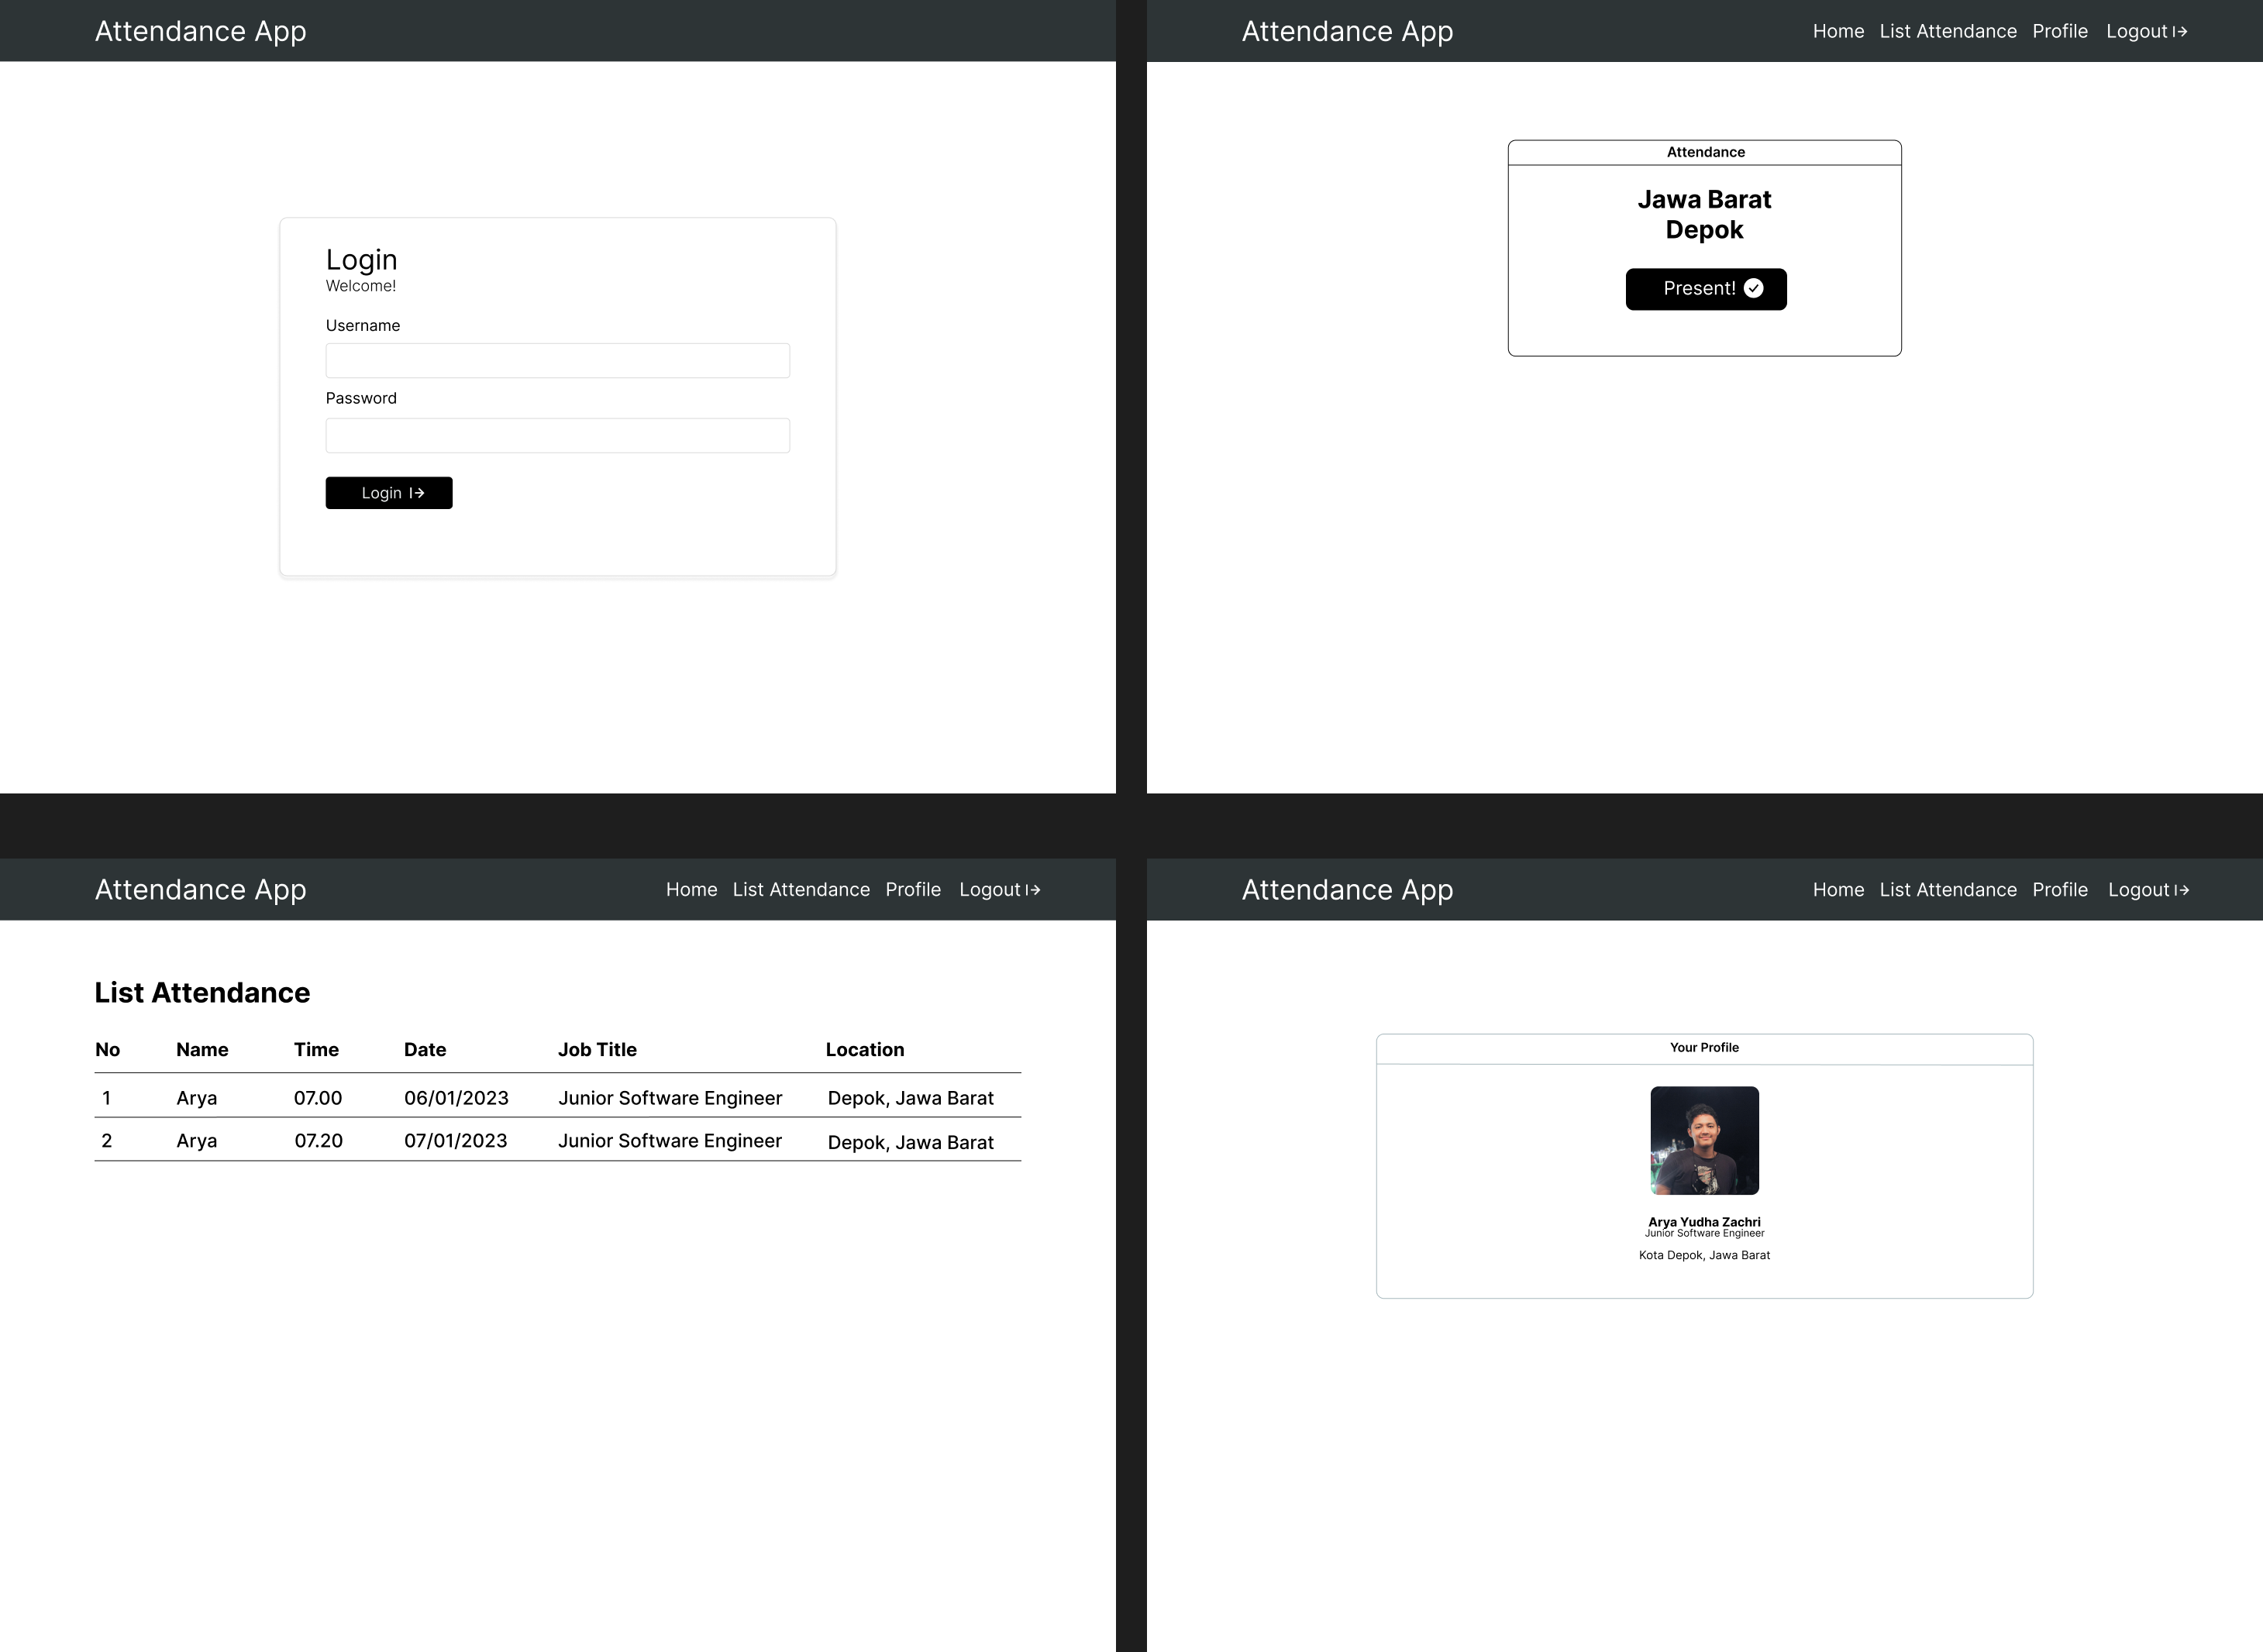 Attendance App
Login
Welcome!
Username
Password
Login
Attendance App Home List Attendance Profile Logout
Attendance
Jawa Barat
Depok
Present!
Attendance App Home List Attendance Profile Logout
List Attendance
No Name Time Date Job Title Location
1 Arya 07.00 06/01/2023 Junior Software Engineer Depok, Jawa Barat
2 Arya 07.20 07/01/2023 Junior Software Engineer Depok, Jawa Barat
Attendance App Home List Attendance Profile Logout
Your Profile
Arya Yudha Zachri
Junior Software Engineer
Kota Depok, Jawa Barat